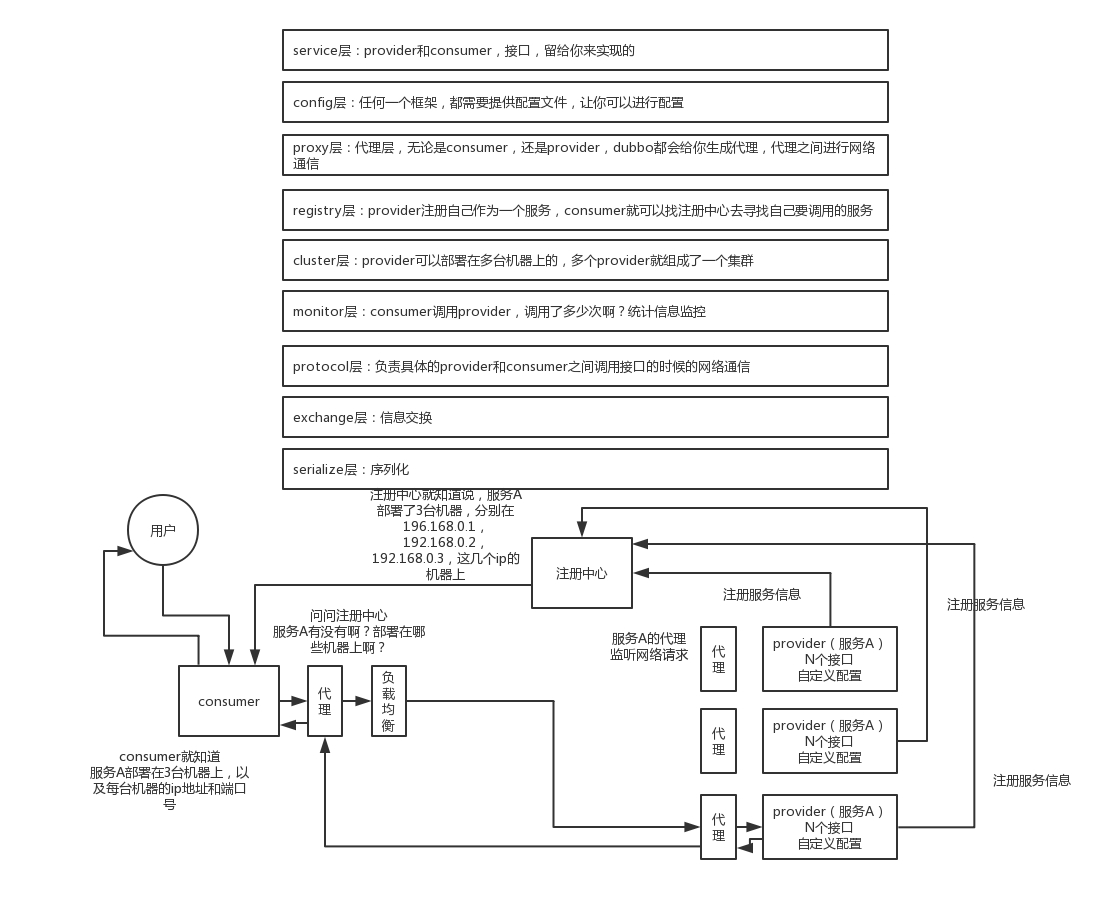 service层：provider和consumer，接口，留给你来实现的
config层：任何一个框架，都需要提供配置文件，让你可以进行配置
proxy层：代理层，无论是consumer，还是provider，dubbo都会给你生成代理，代理之间进行网络
通信
registry层：provider注册自己作为一个服务，consumer就可以找注册中心去寻找自己要调用的服务
cluster层：provider可以部署在多台机器上的，多个provider就组成了一个集群
monitor层：consumer调用provider，调用了多少次啊？统计信息监控
protocol层：负责具体的provider和consumer之间调用接口的时候的网络通信
exchange层：信息交换
serialize层：序列化
注册中心就知道说，服务A
部署了3台机器，分别在
196.168.0.1，
192.168.0.2，
192.168.0.3，这几个ip的
机器上
用户
注册中心
注册服务信息
注册服务信息
问问注册中心
服务A有没有啊？部署在哪
些机器上啊？
服务A的代理
监听网络请求
代
理
provider（服务A）
N个接口
自定义配置
consumer
代
理
负
载
均
衡
代
理
provider（服务A）
N个接口
自定义配置
consumer就知道
服务A部署在3台机器上，以
及每台机器的ip地址和端口
号
注册服务信息
代
理
provider（服务A）
N个接口
自定义配置